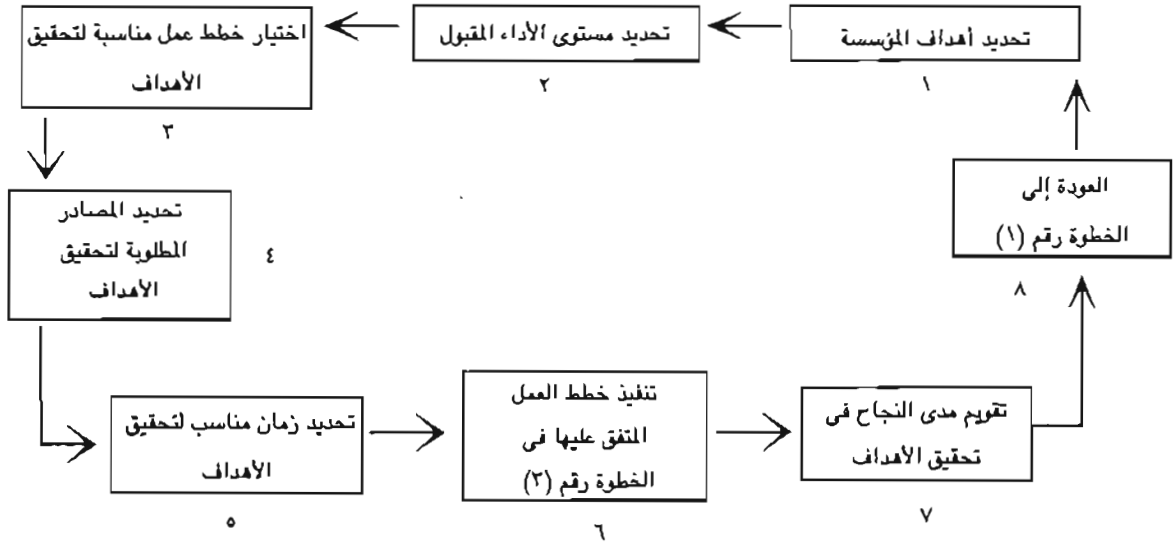 تحديد أهداف المؤسسة
١
تحديد مستوى الأداء المقبول
٢
اختيار خطط عمل مناسبة لتحقيق
الأهداف
٣
تحديد المصادر
المطلوبة لتحقيق
الأهداف
٤
تحديد زمان مناسب لتحقيق
الأهداف
٥
تنفيذ خطط العمل
المتفق عليها فى
الخطوة رقم (٣)
٦
تقويم مدى النجاح فى
تحقيق الأهداف
٧
العودة إلى
الخطوة رقم (١)
٨